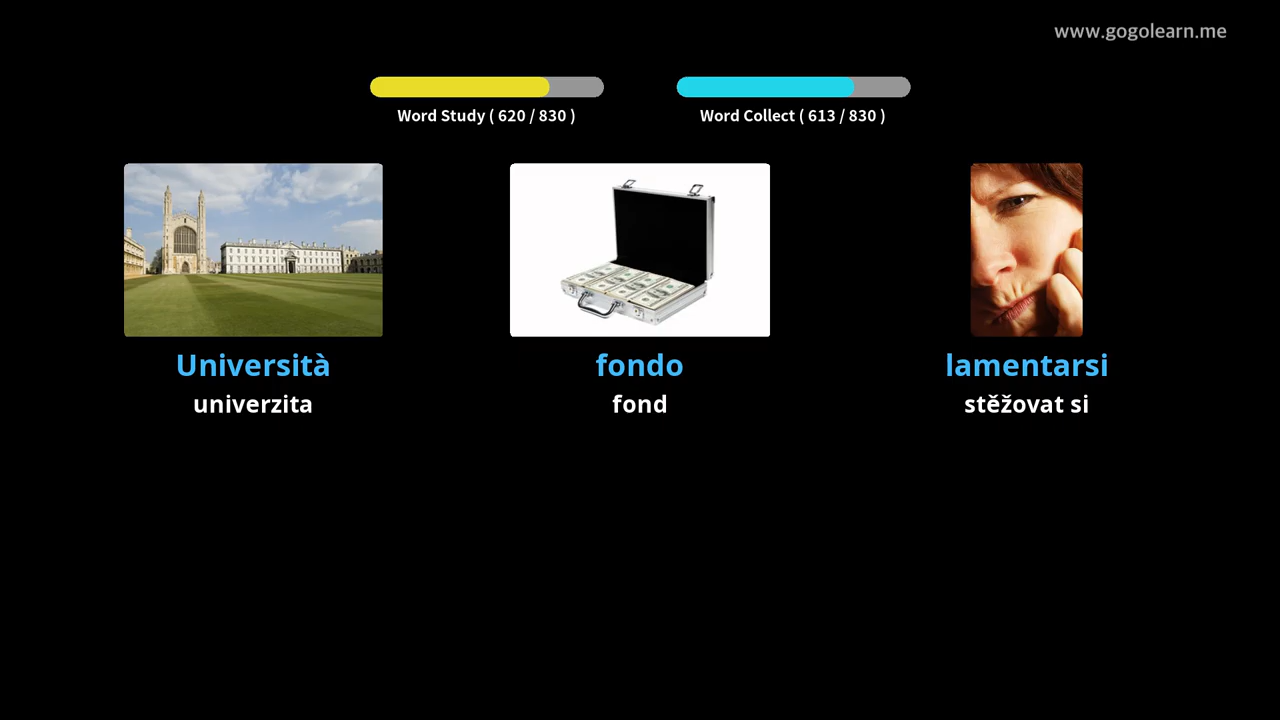 www.gogolearn.me
Word Study ( 620 / 830 )
Word Collect ( 613 / 830 )
Università
fondo
lamentarsi
univerzita
fond
stěžovat si